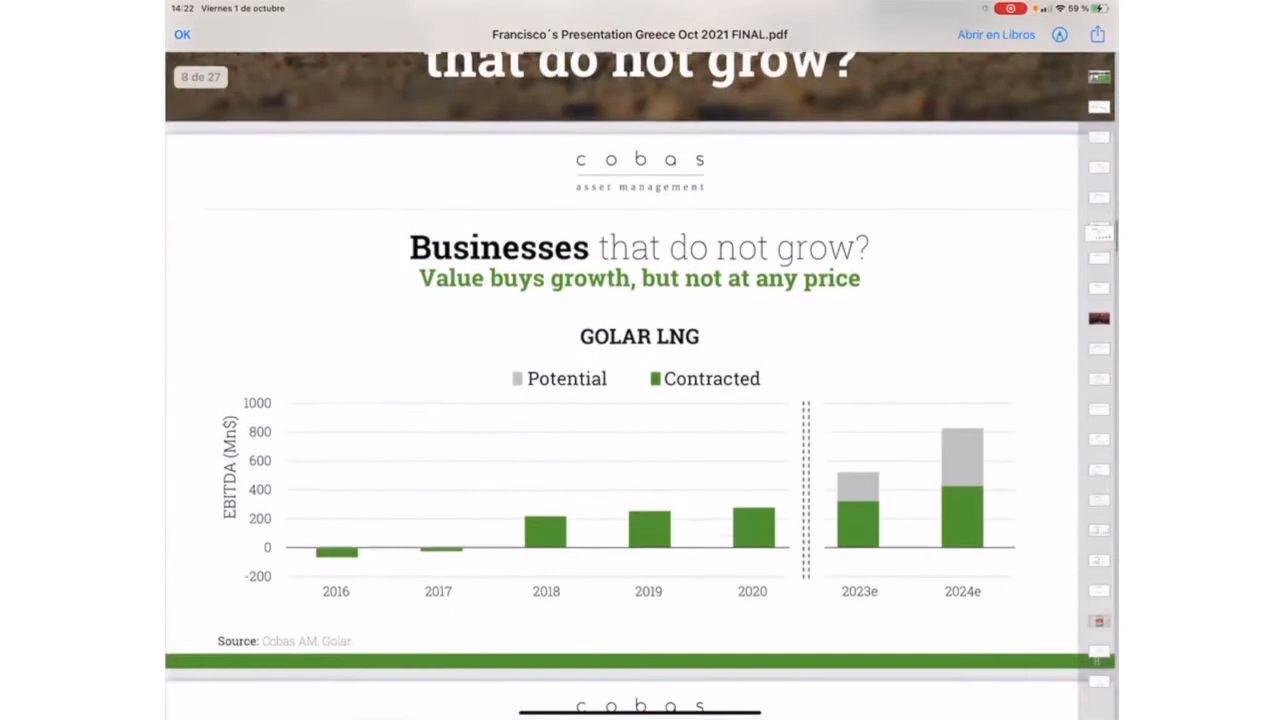 14:22 Viernes 1 de octubre
59 %
OK
Francisco´s Presentation Greece Oct 2021 FINAL.pdf
Abrir en Libros
that do not grow?
8 de 27
cobas
asset management
Businesses that do not grow?
Value buys growth, but not at any price
GOLAR LNG
Potential
Contracted
EBITDA (Mn$)
1000
800
600
400
200
0
-200
2016
2017
2018
2019
2020
2023e
2024e
Source: Cobas AM. Golar.
8
cobas